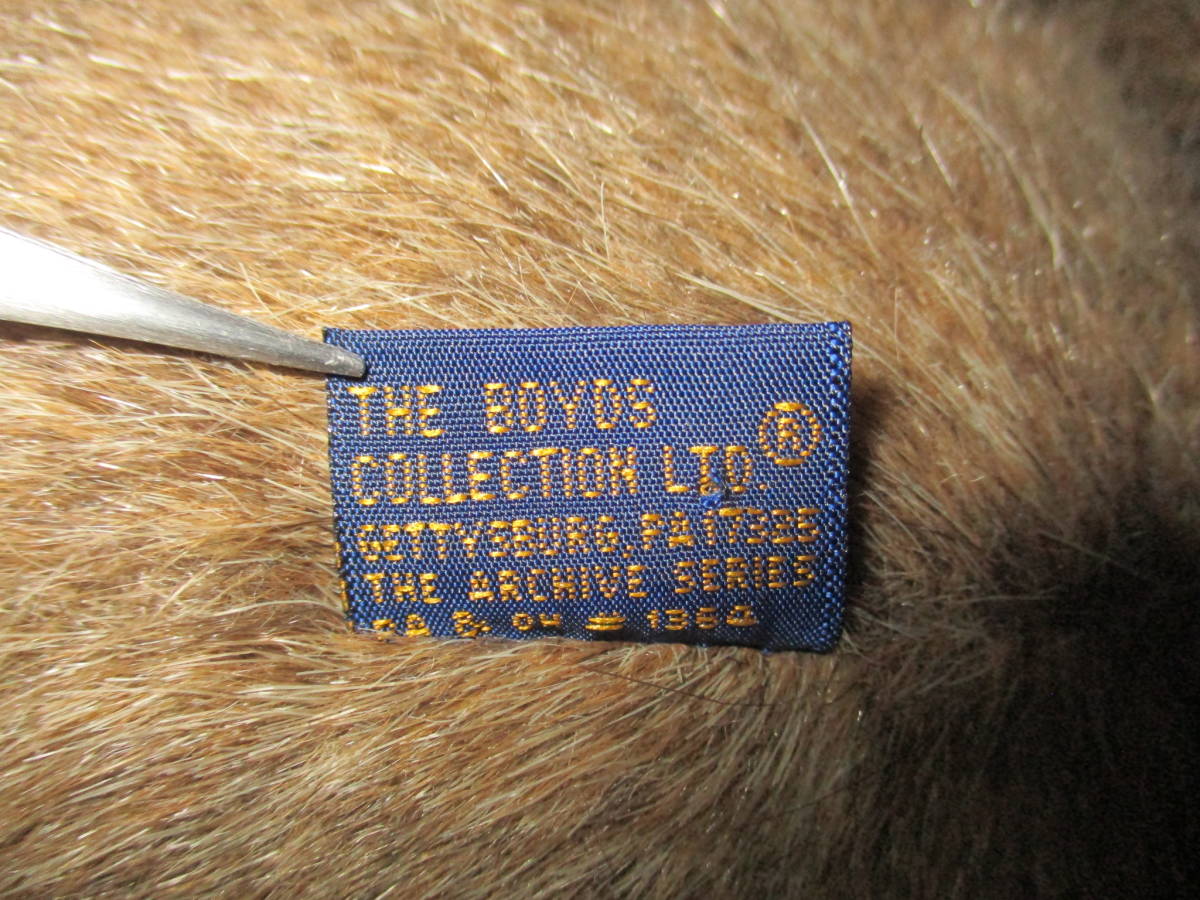 THE BOYDS
COLLECTION LTD.®
GETTYSBURG, PA 17325
THE ARCHIVE SERIES